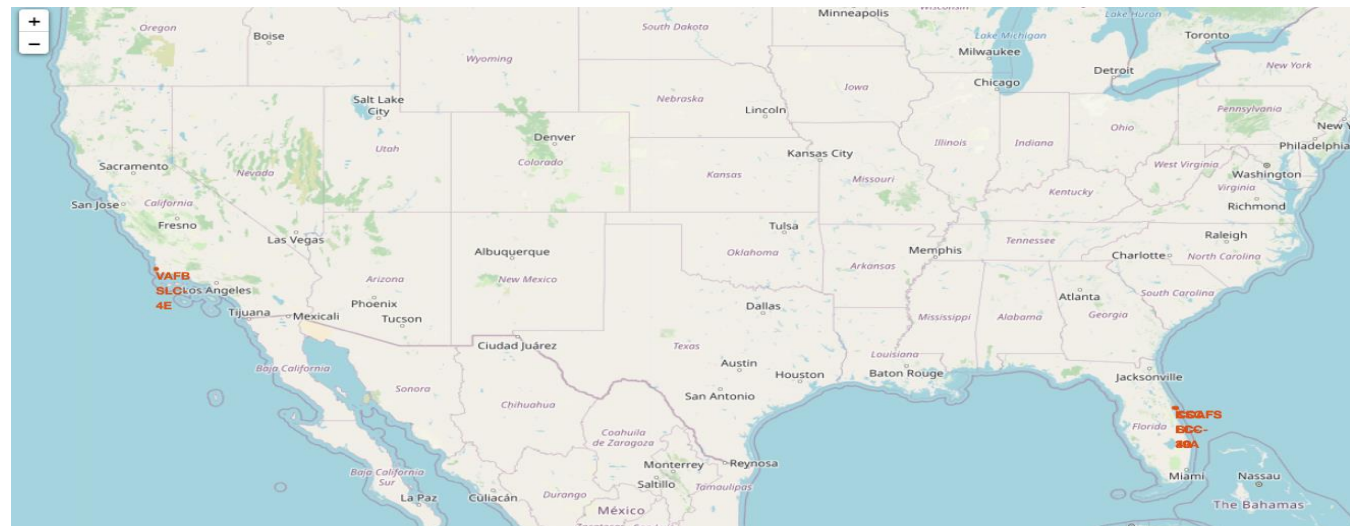 +
−
Oregon
Boise
South Dakota
Minneapolis
Wisconsin
Lake Huron
Toronto
Wyoming
Lake Michigan
Milwaukee
Detroit
Chicago
New York
Salt Lake
City
Nebraska
Lincoln
Iowa
Pennsylvania
Denver
Utah
Colorado
Illinois
Indiana
Ohio
New Y
Philadelphia
Sacramento
Nevada
Kansas City
Kansas
Missouri
West Virginia
Washington
San Jose
California
Fresno
Kentucky
Virginia
Richmond
Las Vegas
Tulsa
Raleigh
Albuquerque
Oklahoma
Memphis
Tennessee
Charlotte
North Carolina
VAFB
SLC-
4E
Los Angeles
Arizona
New Mexico
Arkansas
Phoenix
Tucson
Dallas
Atlanta
South Carolina
Tijuana
Mexicali
Mississippi
Alabama
Georgia
Ciudad Juárez
Texas
Louisiana
Baja California
Sonora
Austin
Houston
Baton Rouge
Jacksonville
San Antonio
Chihuahua
Florida
Coahuila
de Zaragoza
Monterrey
Reynosa
Miami
Nassau
Baja California
Sur
Saltillo
Tamaulipas
La Paz
Culiacán
Durango
México
The Bahamas